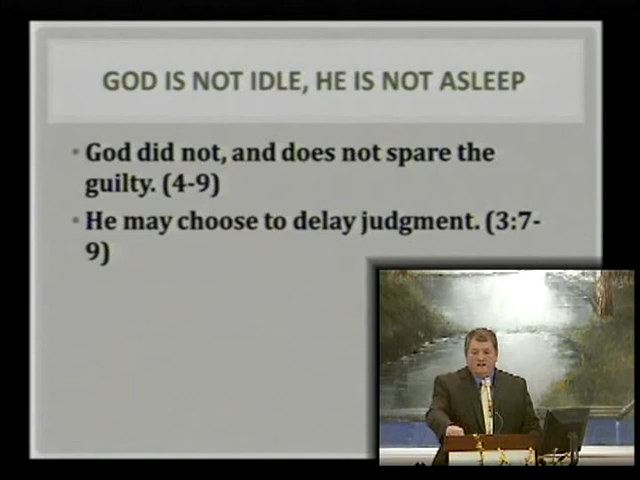 GOD IS NOT IDLE, HE IS NOT ASLEEP
• God did not, and does not spare the
guilty. (4-9)
• He may choose to delay judgment. (3:7-
9)